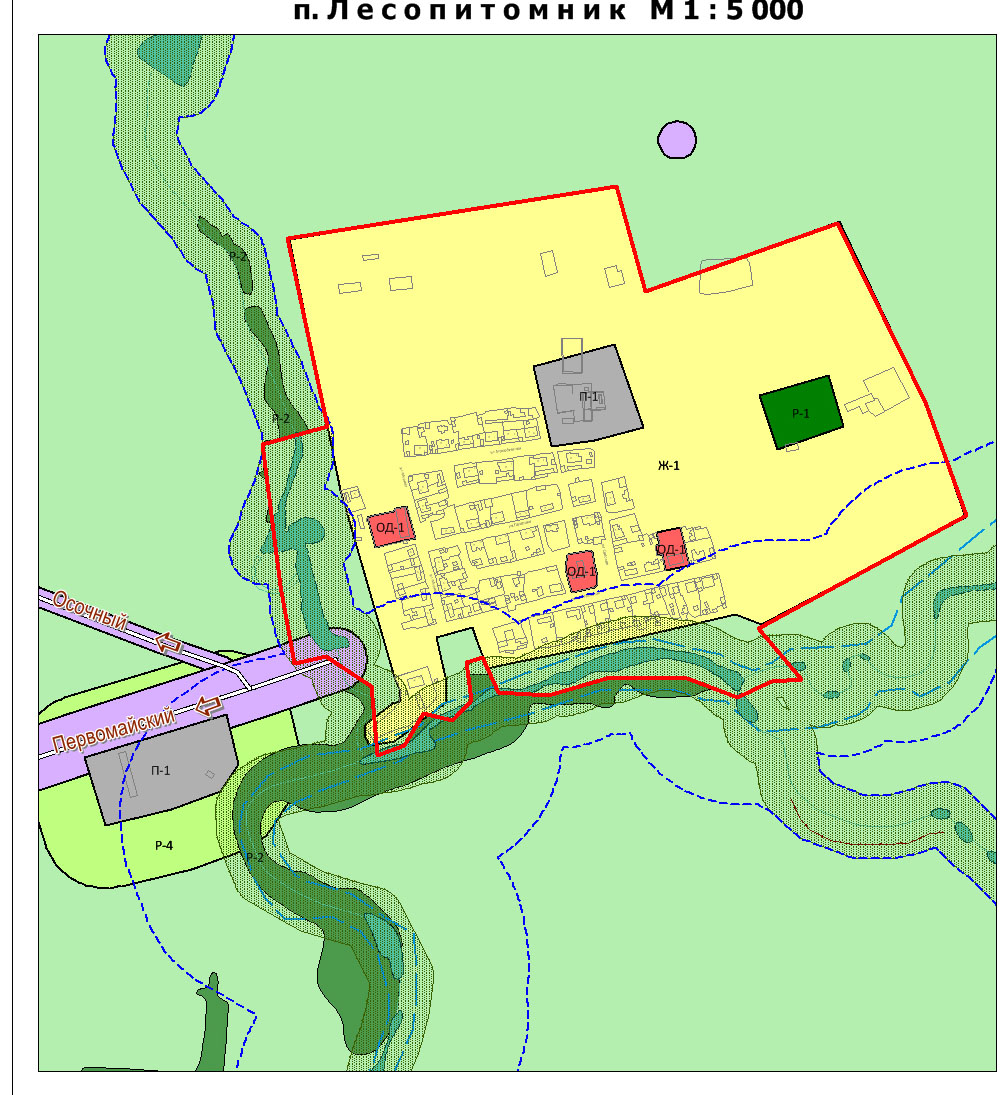 п. Лесопитомник М 1 : 5 000
Р-2
Р-2
П-1
Р-1
Ж-1
ОД-1
ОД-1
ОД-1
Осочный
Первомайский
П-1
Р-4
Р-2